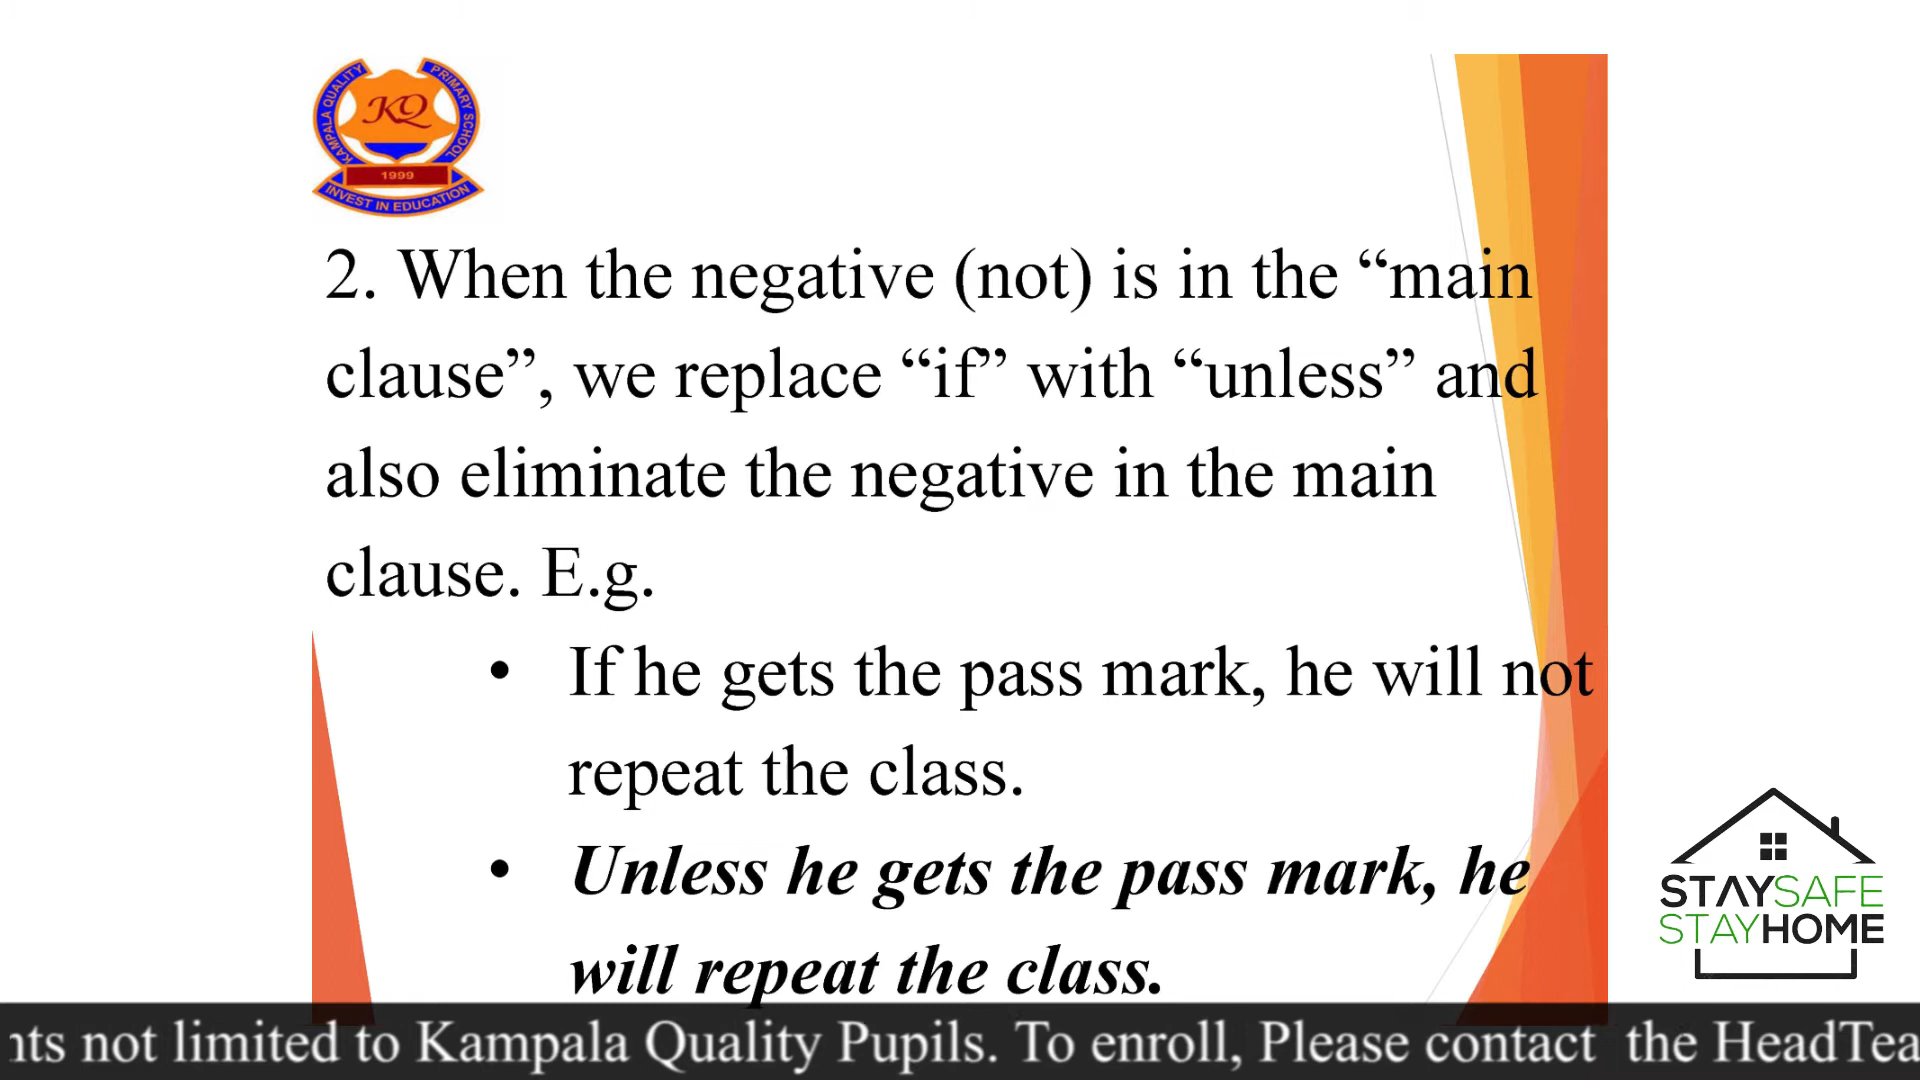 KAMPALA QUALITY PRIMARY SCHOOL
KQ
1999
INVEST IN EDUCATION
2. When the negative (not) is in the “main
clause”, we replace “if” with “unless” and
also eliminate the negative in the main
clause. E.g.
• If he gets the pass mark, he will not
repeat the class.
• Unless he gets the pass mark, he
will repeat the class.
STAYSAFE
STAYHOME
not limited to Kampala Quality Pupils. To enroll, Please contact the